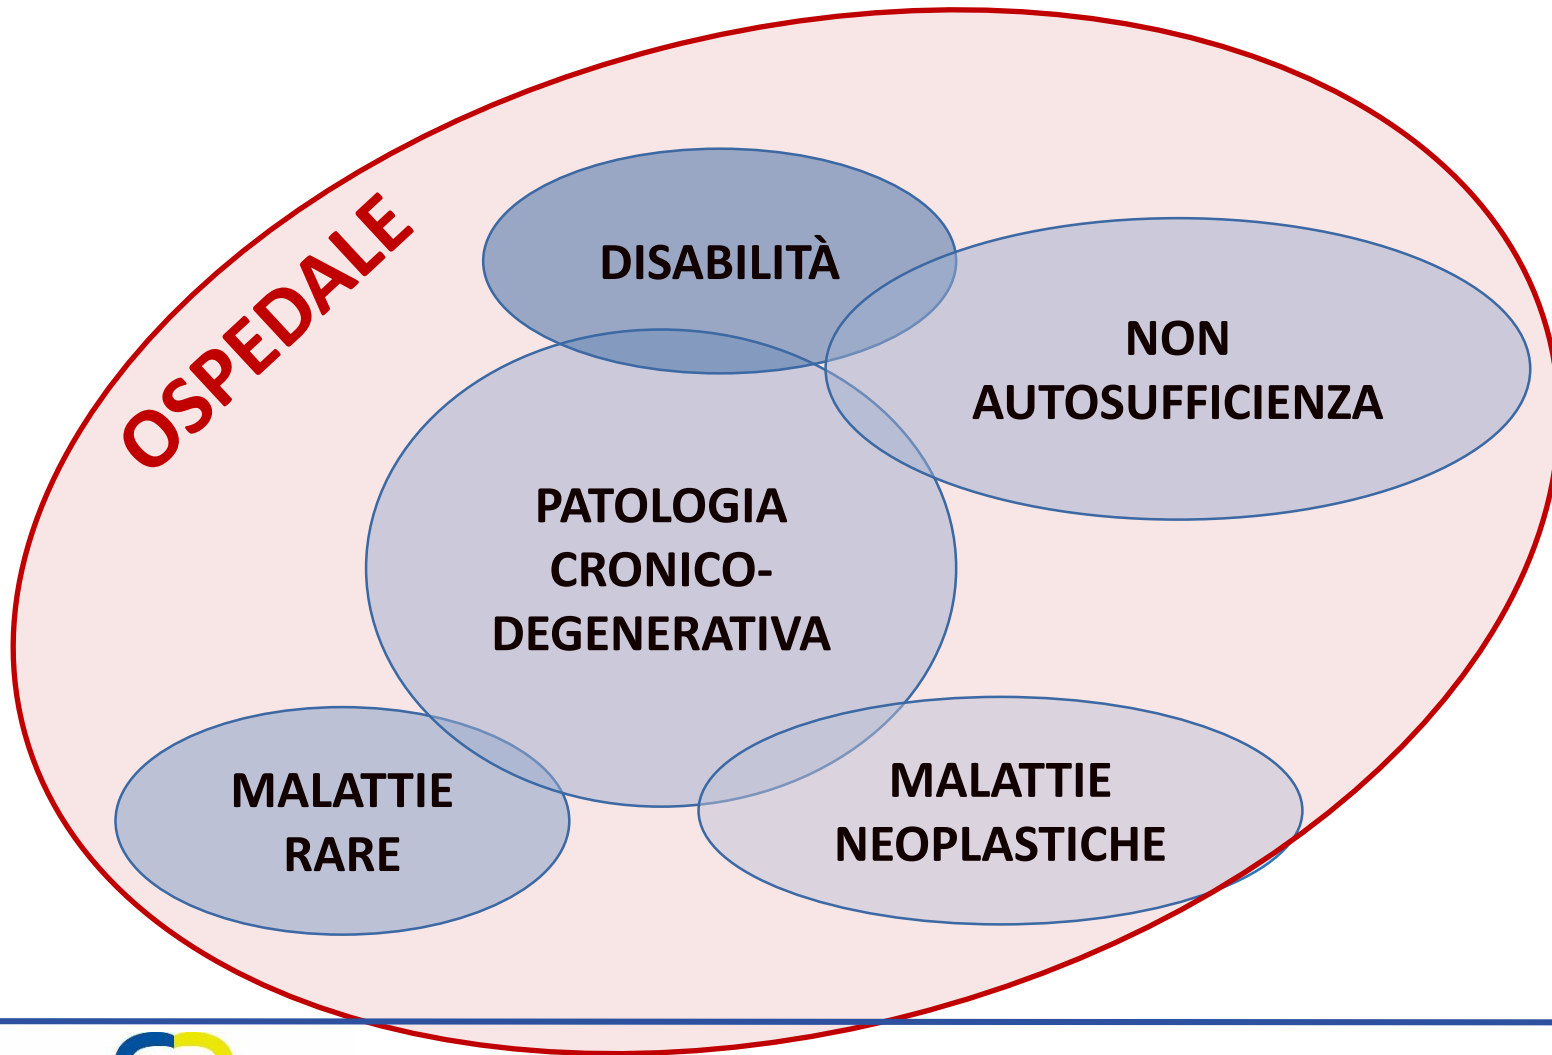 OSPEDALE
DISABILITÀ
NON
AUTOSUFFICIENZA
PATOLOGIA
CRONICO-
DEGENERATIVA
MALATTIE
RARE
MALATTIE
NEOPLASTICHE